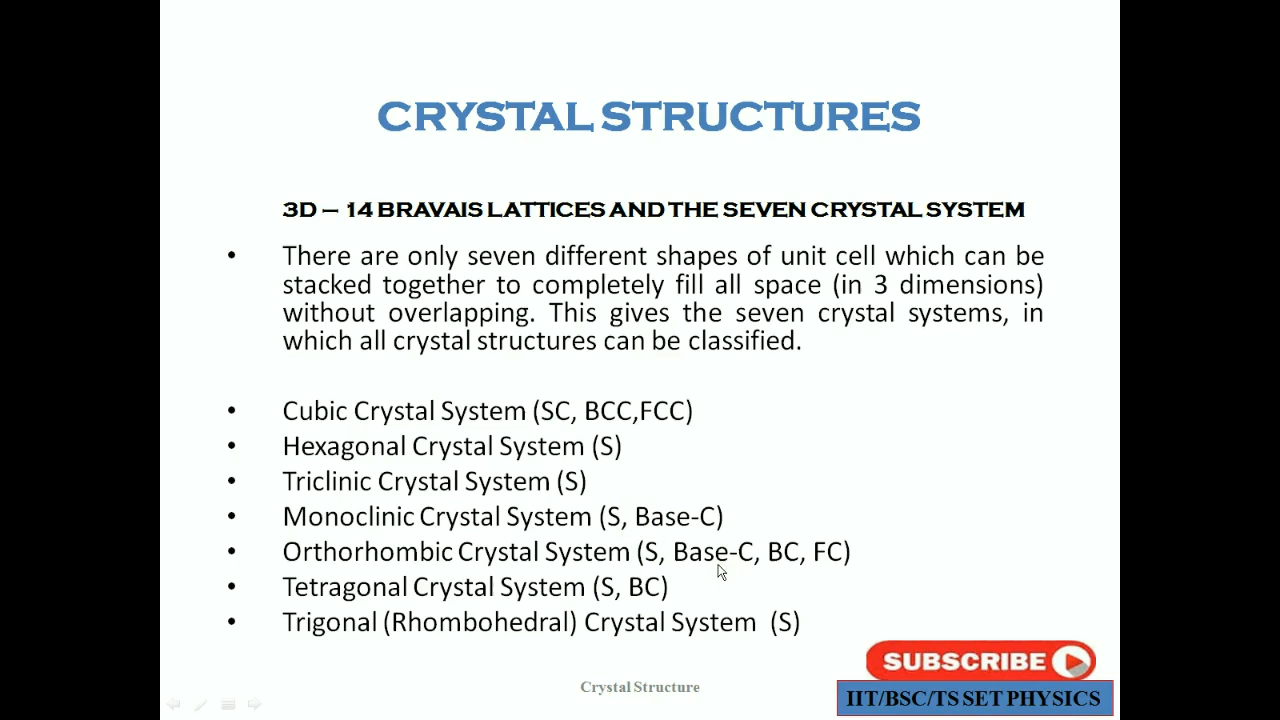 CRYSTAL STRUCTURES
3D – 14 BRAVAIS LATTICES AND THE SEVEN CRYSTAL SYSTEM
• There are only seven different shapes of unit cell which can be
stacked together to completely fill all space (in 3 dimensions)
without overlapping. This gives the seven crystal systems, in
which all crystal structures can be classified.
• Cubic Crystal System (SC, BCC,FCC)
• Hexagonal Crystal System (S)
• Triclinic Crystal System (S)
• Monoclinic Crystal System (S, Base-C)
• Orthorhombic Crystal System (S, Base-C, BC, FC)
• Tetragonal Crystal System (S, BC)
• Trigonal (Rhombohedral) Crystal System (S)
SUBSCRIBE
Crystal Structure
IIT/BSC/TS SET PHYSICS